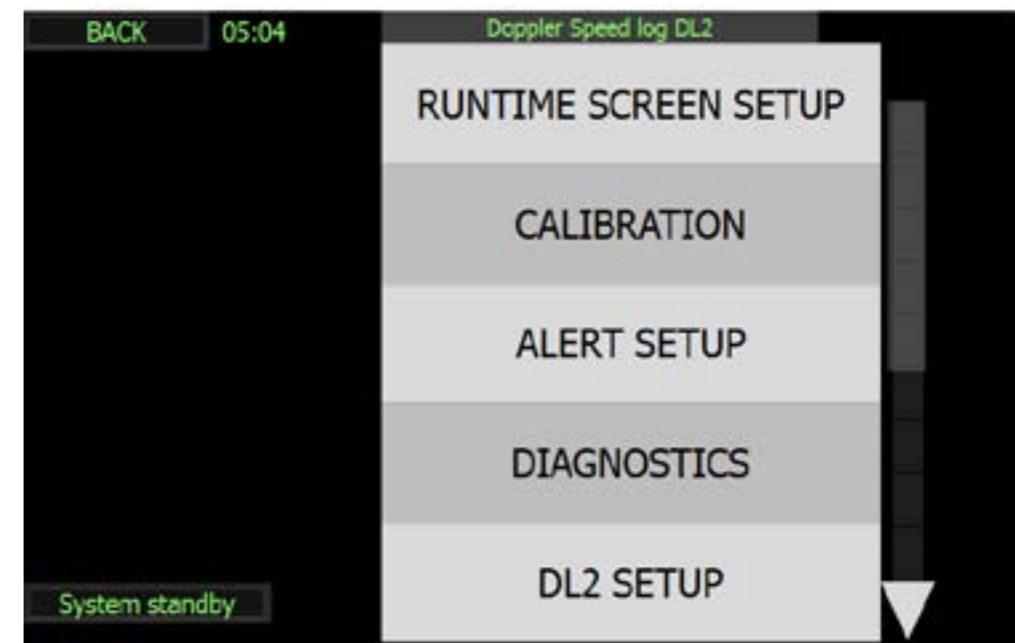 BACK 05:04 Doppler Speed log DL2
RUNTIME SCREEN SETUP
CALIBRATION
ALERT SETUP
DIAGNOSTICS
DL2 SETUP
System standby